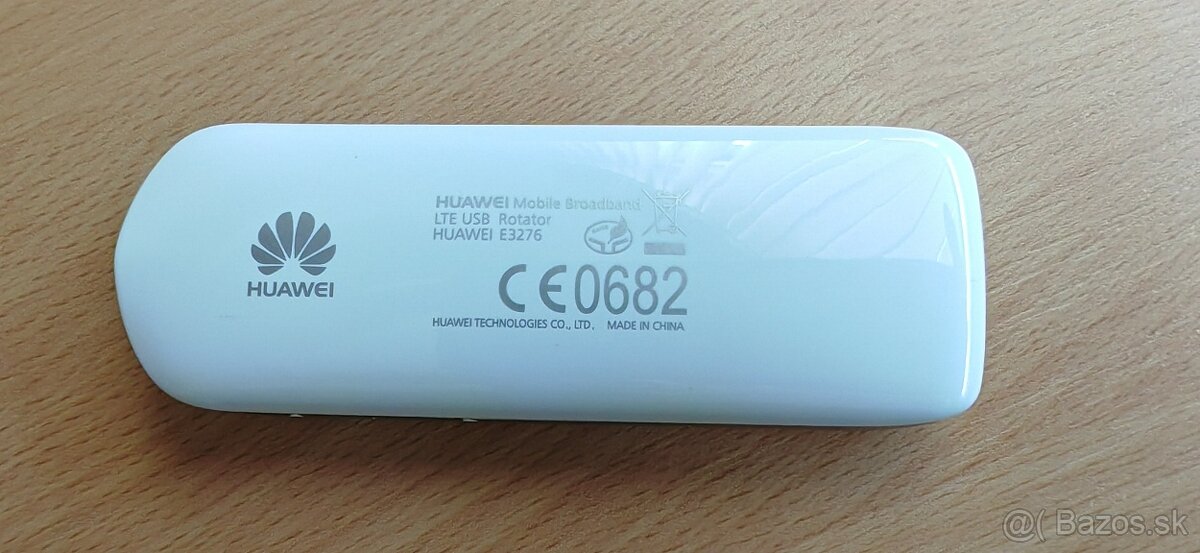 HUAWEI
HUAWEI Mobile Broadband
LTE USB Rotator
HUAWEI E3276
CE0682
HUAWEI TECHNOLOGIES CO., LTD. MADE IN CHINA
@( Bazos.sk